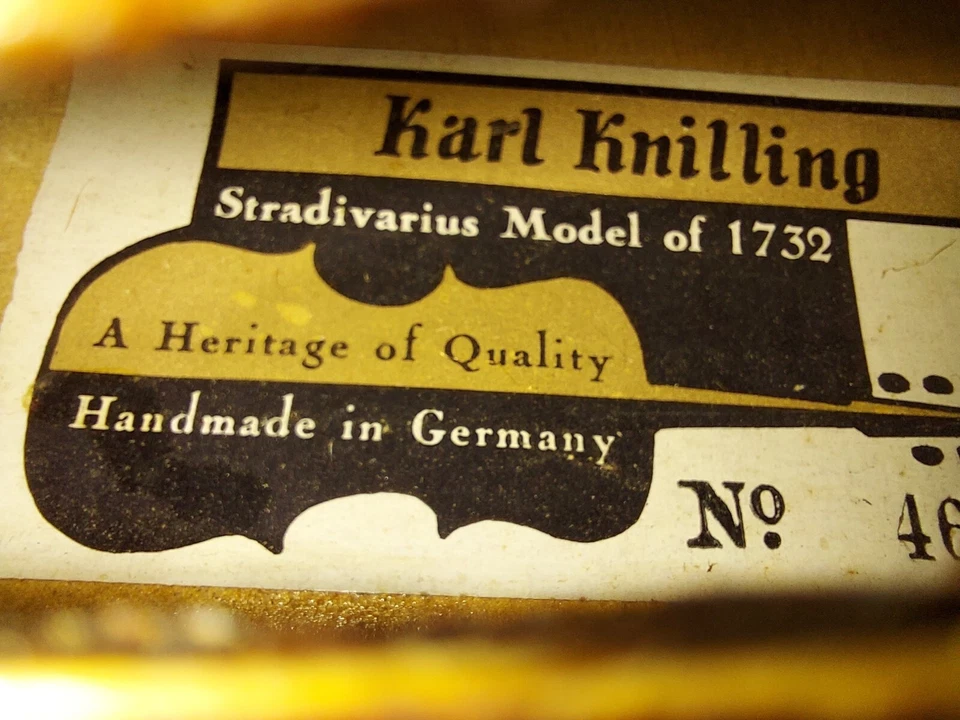 Karl Knilling
Stradivarius Model of 1732
A Heritage of Quality
Handmade in Germany
Nº